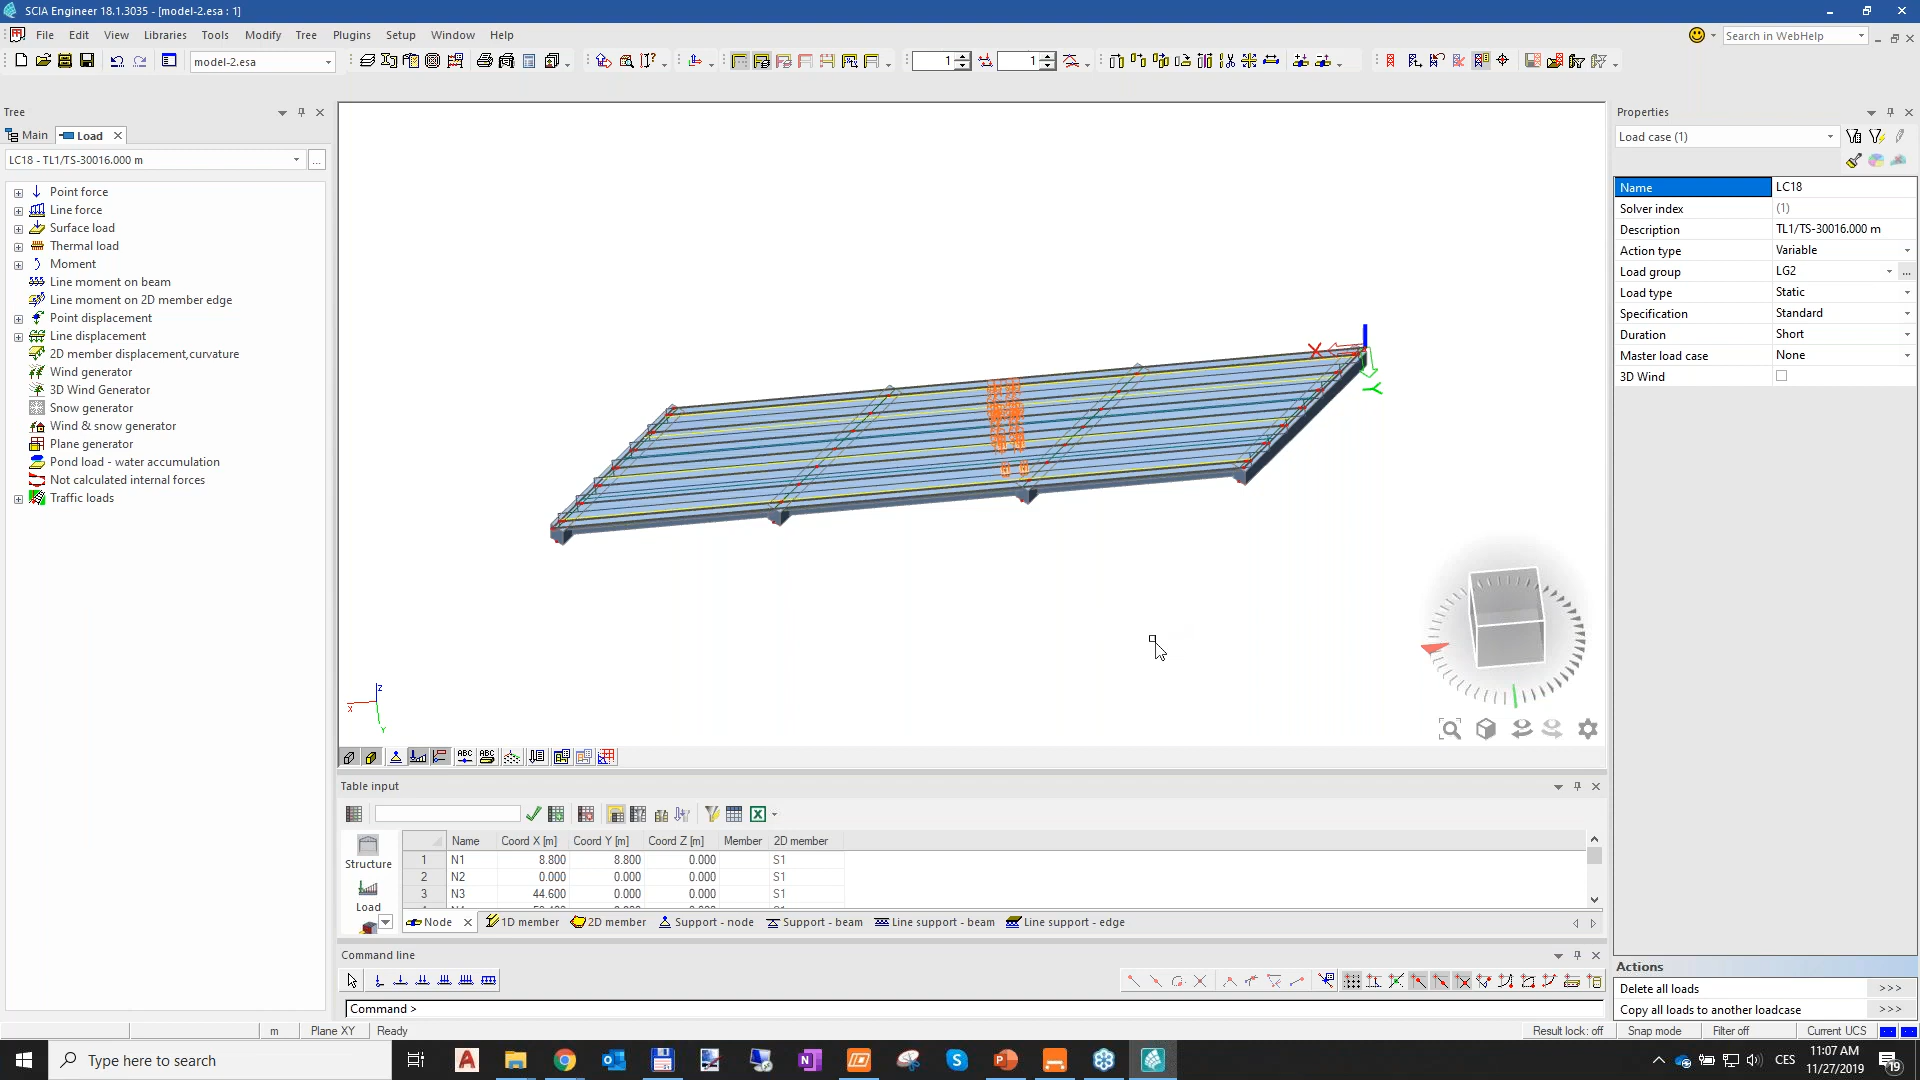 SCIA Engineer 18.1.3035 - [model-2.esa : 1]
File Edit View Libraries Tools Modify Tree Plugins Setup Window Help
Search in WebHelp
model-2.esa
1
1
Tree
Main
Load
LC18 - TL1/TS-30016.000 m
...
Point force
Line force
Surface load
Thermal load
Moment
Line moment on beam
Line moment on 2D member edge
Point displacement
Line displacement
2D member displacement,curvature
Wind generator
3D Wind Generator
Snow generator
Wind & snow generator
Plane generator
Pond load - water accumulation
Not calculated internal forces
Traffic loads
X
Y
z
x
Y
ABC
ABC
Properties
Load case (1)
Name LC18
Solver index (1)
Description TL1/TS-30016.000 m
Action type Variable
Load group LG2 ...
Load type Static
Specification Standard
Duration Short
Master load case None
3D Wind
Table input
Structure
Load
Name Coord X [m] Coord Y [m] Coord Z [m] Member 2D member
1 N1 8.800 8.800 0.000 S1
2 N2 0.000 0.000 0.000 S1
3 N3 44.600 0.000 0.000 S1
Node
1D member
2D member
Support - node
Support - beam
Line support - beam
Line support - edge
Command line
Command >
Actions
Delete all loads >>>
Copy all loads to another loadcase >>>
m Plane XY Ready
Result lock: off Snap mode Filter off Current UCS
Type here to search
CES
11:07 AM
11/27/2019
19